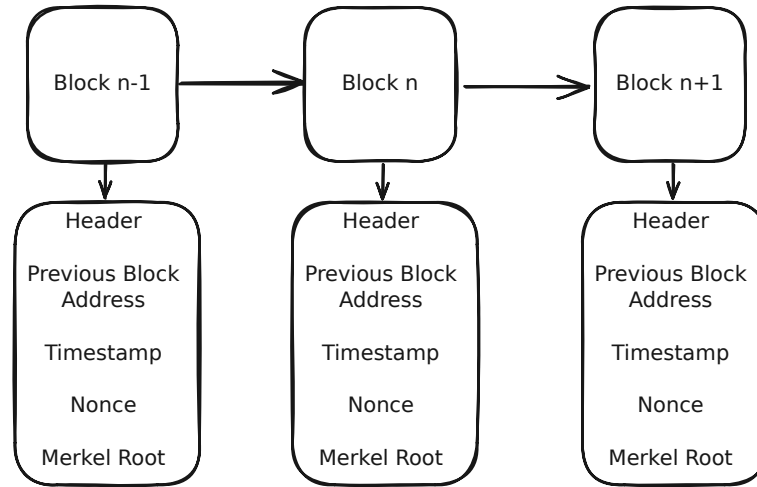 Block n-1
Block n
Block n+1
Header
Previous Block
Address
Timestamp
Nonce
Merkel Root
Header
Previous Block
Address
Timestamp
Nonce
Merkel Root
Header
Previous Block
Address
Timestamp
Nonce
Merkel Root